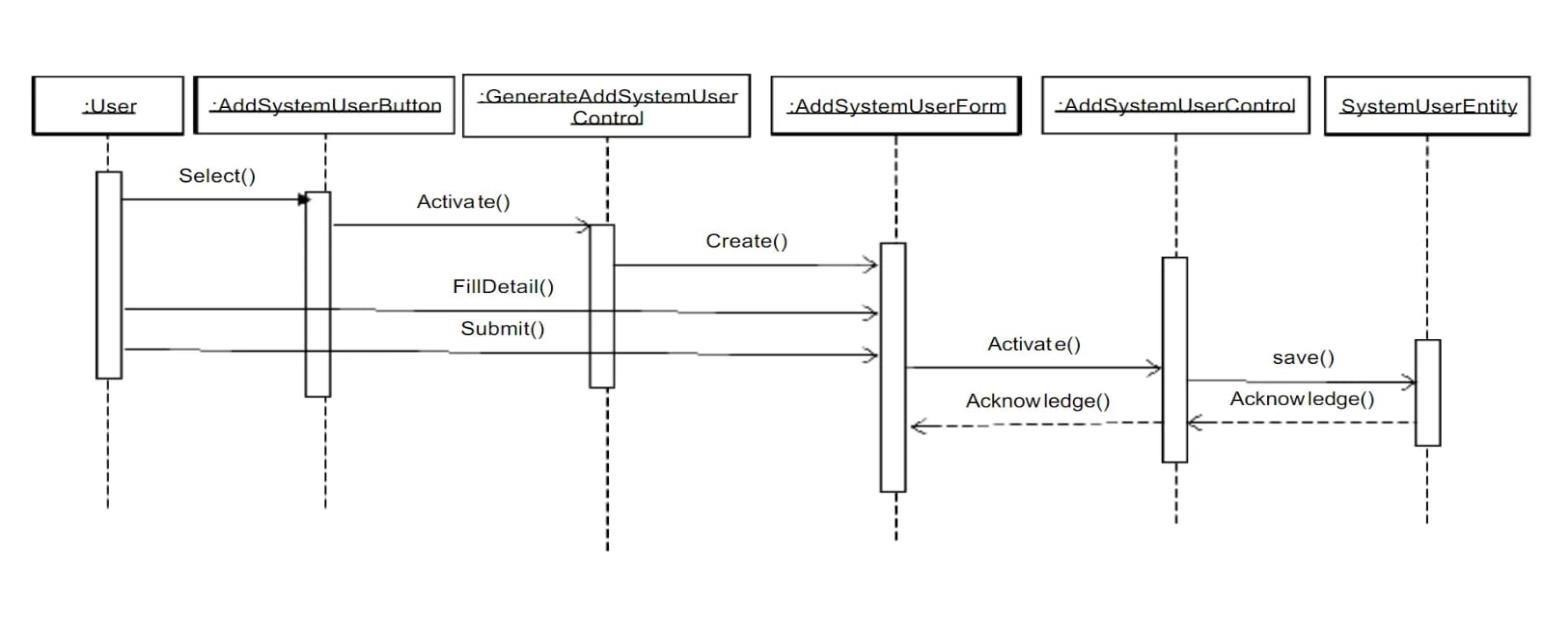 :User
:AddSystemUserButton
:GenerateAddSystemUser
Control
:AddSystemUserForm
:AddSystemUserControl
SystemUserEntity
Select()
Activate()
Create()
FillDetail()
Submit()
Activate()
save()
Acknowledge()
Acknowledge()